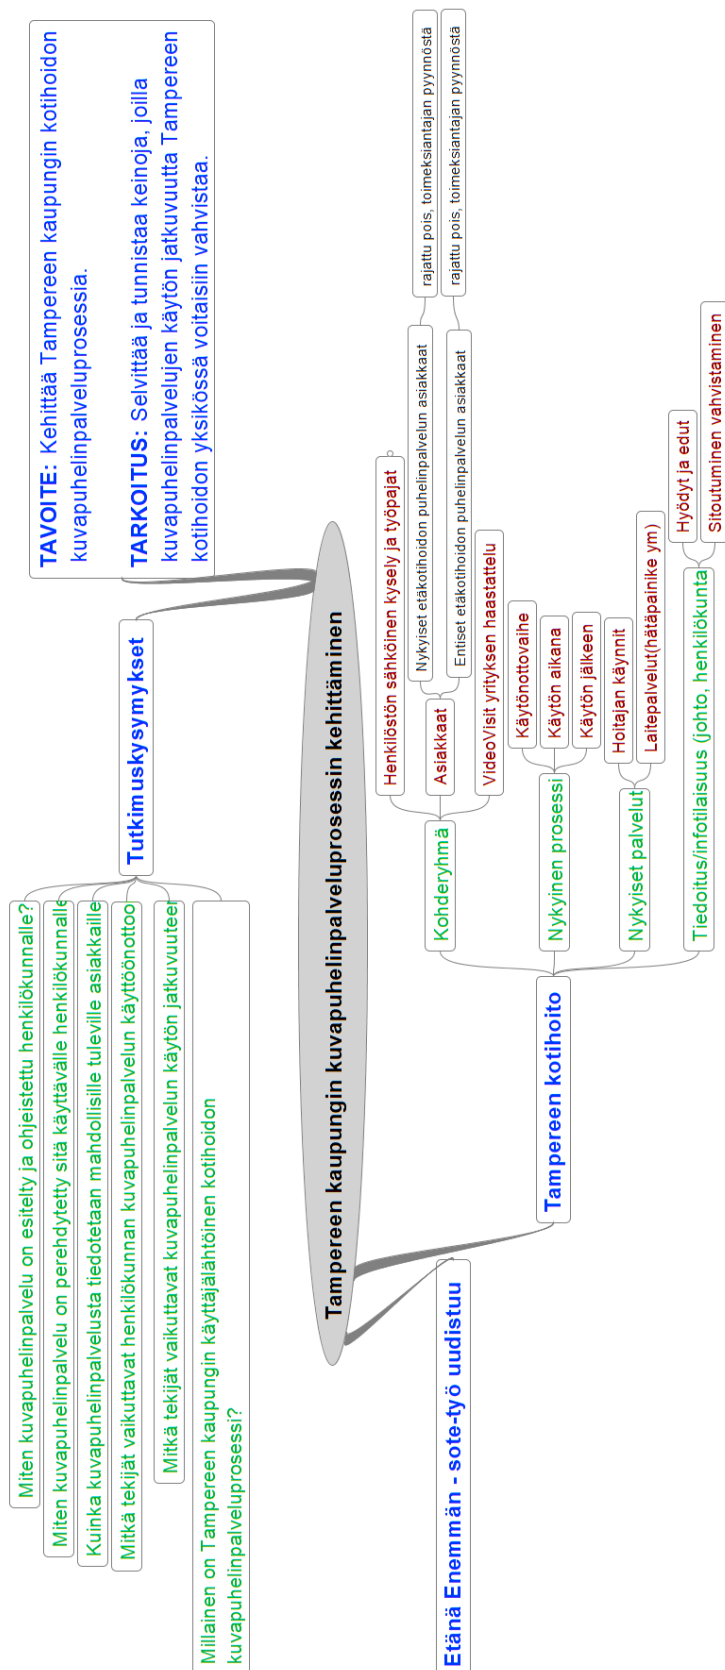 TAVOITE: Kehittää Tampereen kaupungin kotihoidon
kuvapuhelinpalveluprosessia.
TARKOITUS: Selvittää ja tunnistaa keinoja, joilla
kuvapuhelinpalvelujen käytön jatkuvuutta Tampereen
kotihoidon yksikössä voitaisiin vahvistaa.
Tutkimuskysymykset
Miten kuvapuhelinpalvelu on esitelty ja ohjeistettu henkilökunnalle?
Miten kuvapuhelinpalvelu on perehdytetty sitä käyttävälle henkilökunnalle
Kuinka kuvapuhelinpalvelusta tiedotetaan mahdollisille tuleville asiakkaille
Mitkä tekijät vaikuttavat henkilökunnan kuvapuhelinpalvelun käyttöönottoo
Mitkä tekijät vaikuttavat kuvapuhelinpalvelun käytön jatkuvuuteen
Millainen on Tampereen kaupungin käyttäjälähtöinen kotihoidon
kuvapuhelinpalveluprosessi?
Tampereen kaupungin kuvapuhelinpalveluprosessin kehittäminen
Etänä Enemmän - sote-työ uudistuu
Tampereen kotihoito
Kohderyhmä
Henkilöstön sähköinen kysely ja työpajat
Asiakkaat
Nykyiset etäkotihoidon puhelinpalvelun asiakkaat
rajattu pois, toimeksiantajan pyynnöstä
Entiset etäkotihoidon puhelinpalvelun asiakkaat
rajattu pois, toimeksiantajan pyynnöstä
VideoVisit yrityksen haastattelu
Nykyinen prosessi
Käytönottovaihe
Käytön aikana
Käytön jälkeen
Nykyiset palvelut
Hoitajan käynnit
Laitepalvelut(hätäpainike ym)
Tiedoitus/infotilaisuus (johto, henkilökunta
Hyödyt ja edut
Sitoutuminen vahvistaminen